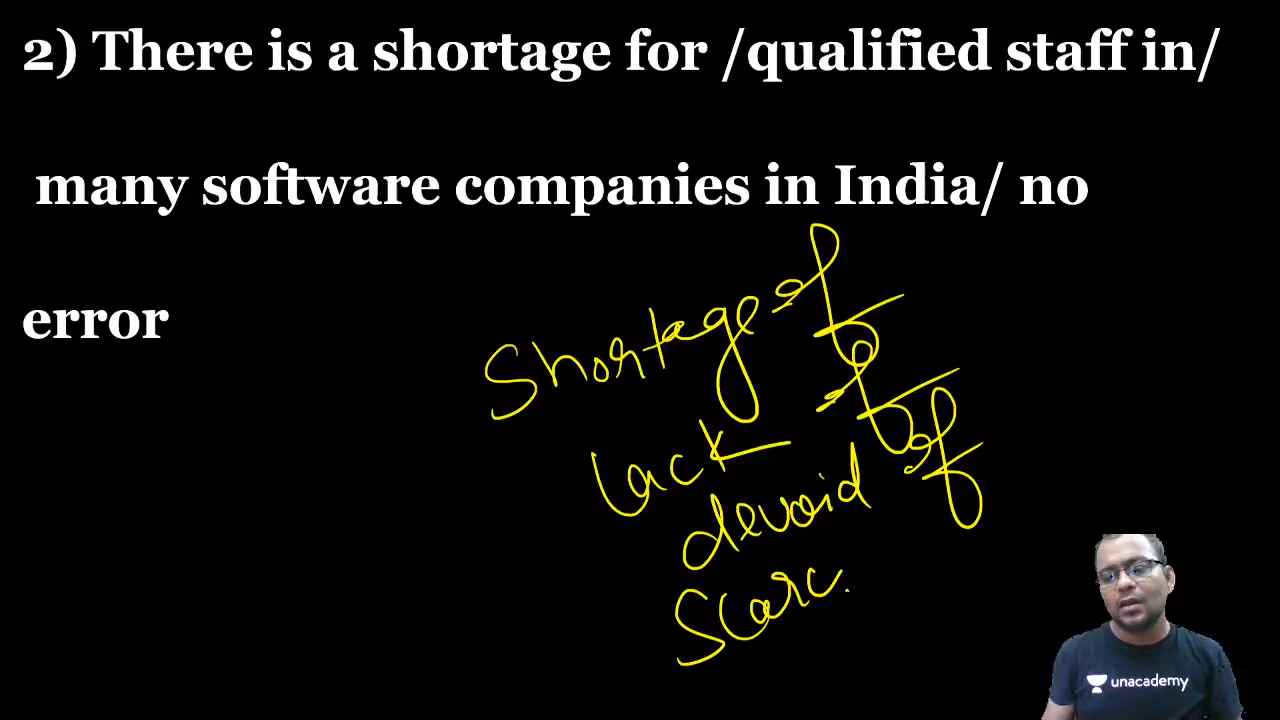 2) There is a shortage for /qualified staff in/
many software companies in India/ no
error
Shortage of
lack of
devoid of
Scarc
unacademy